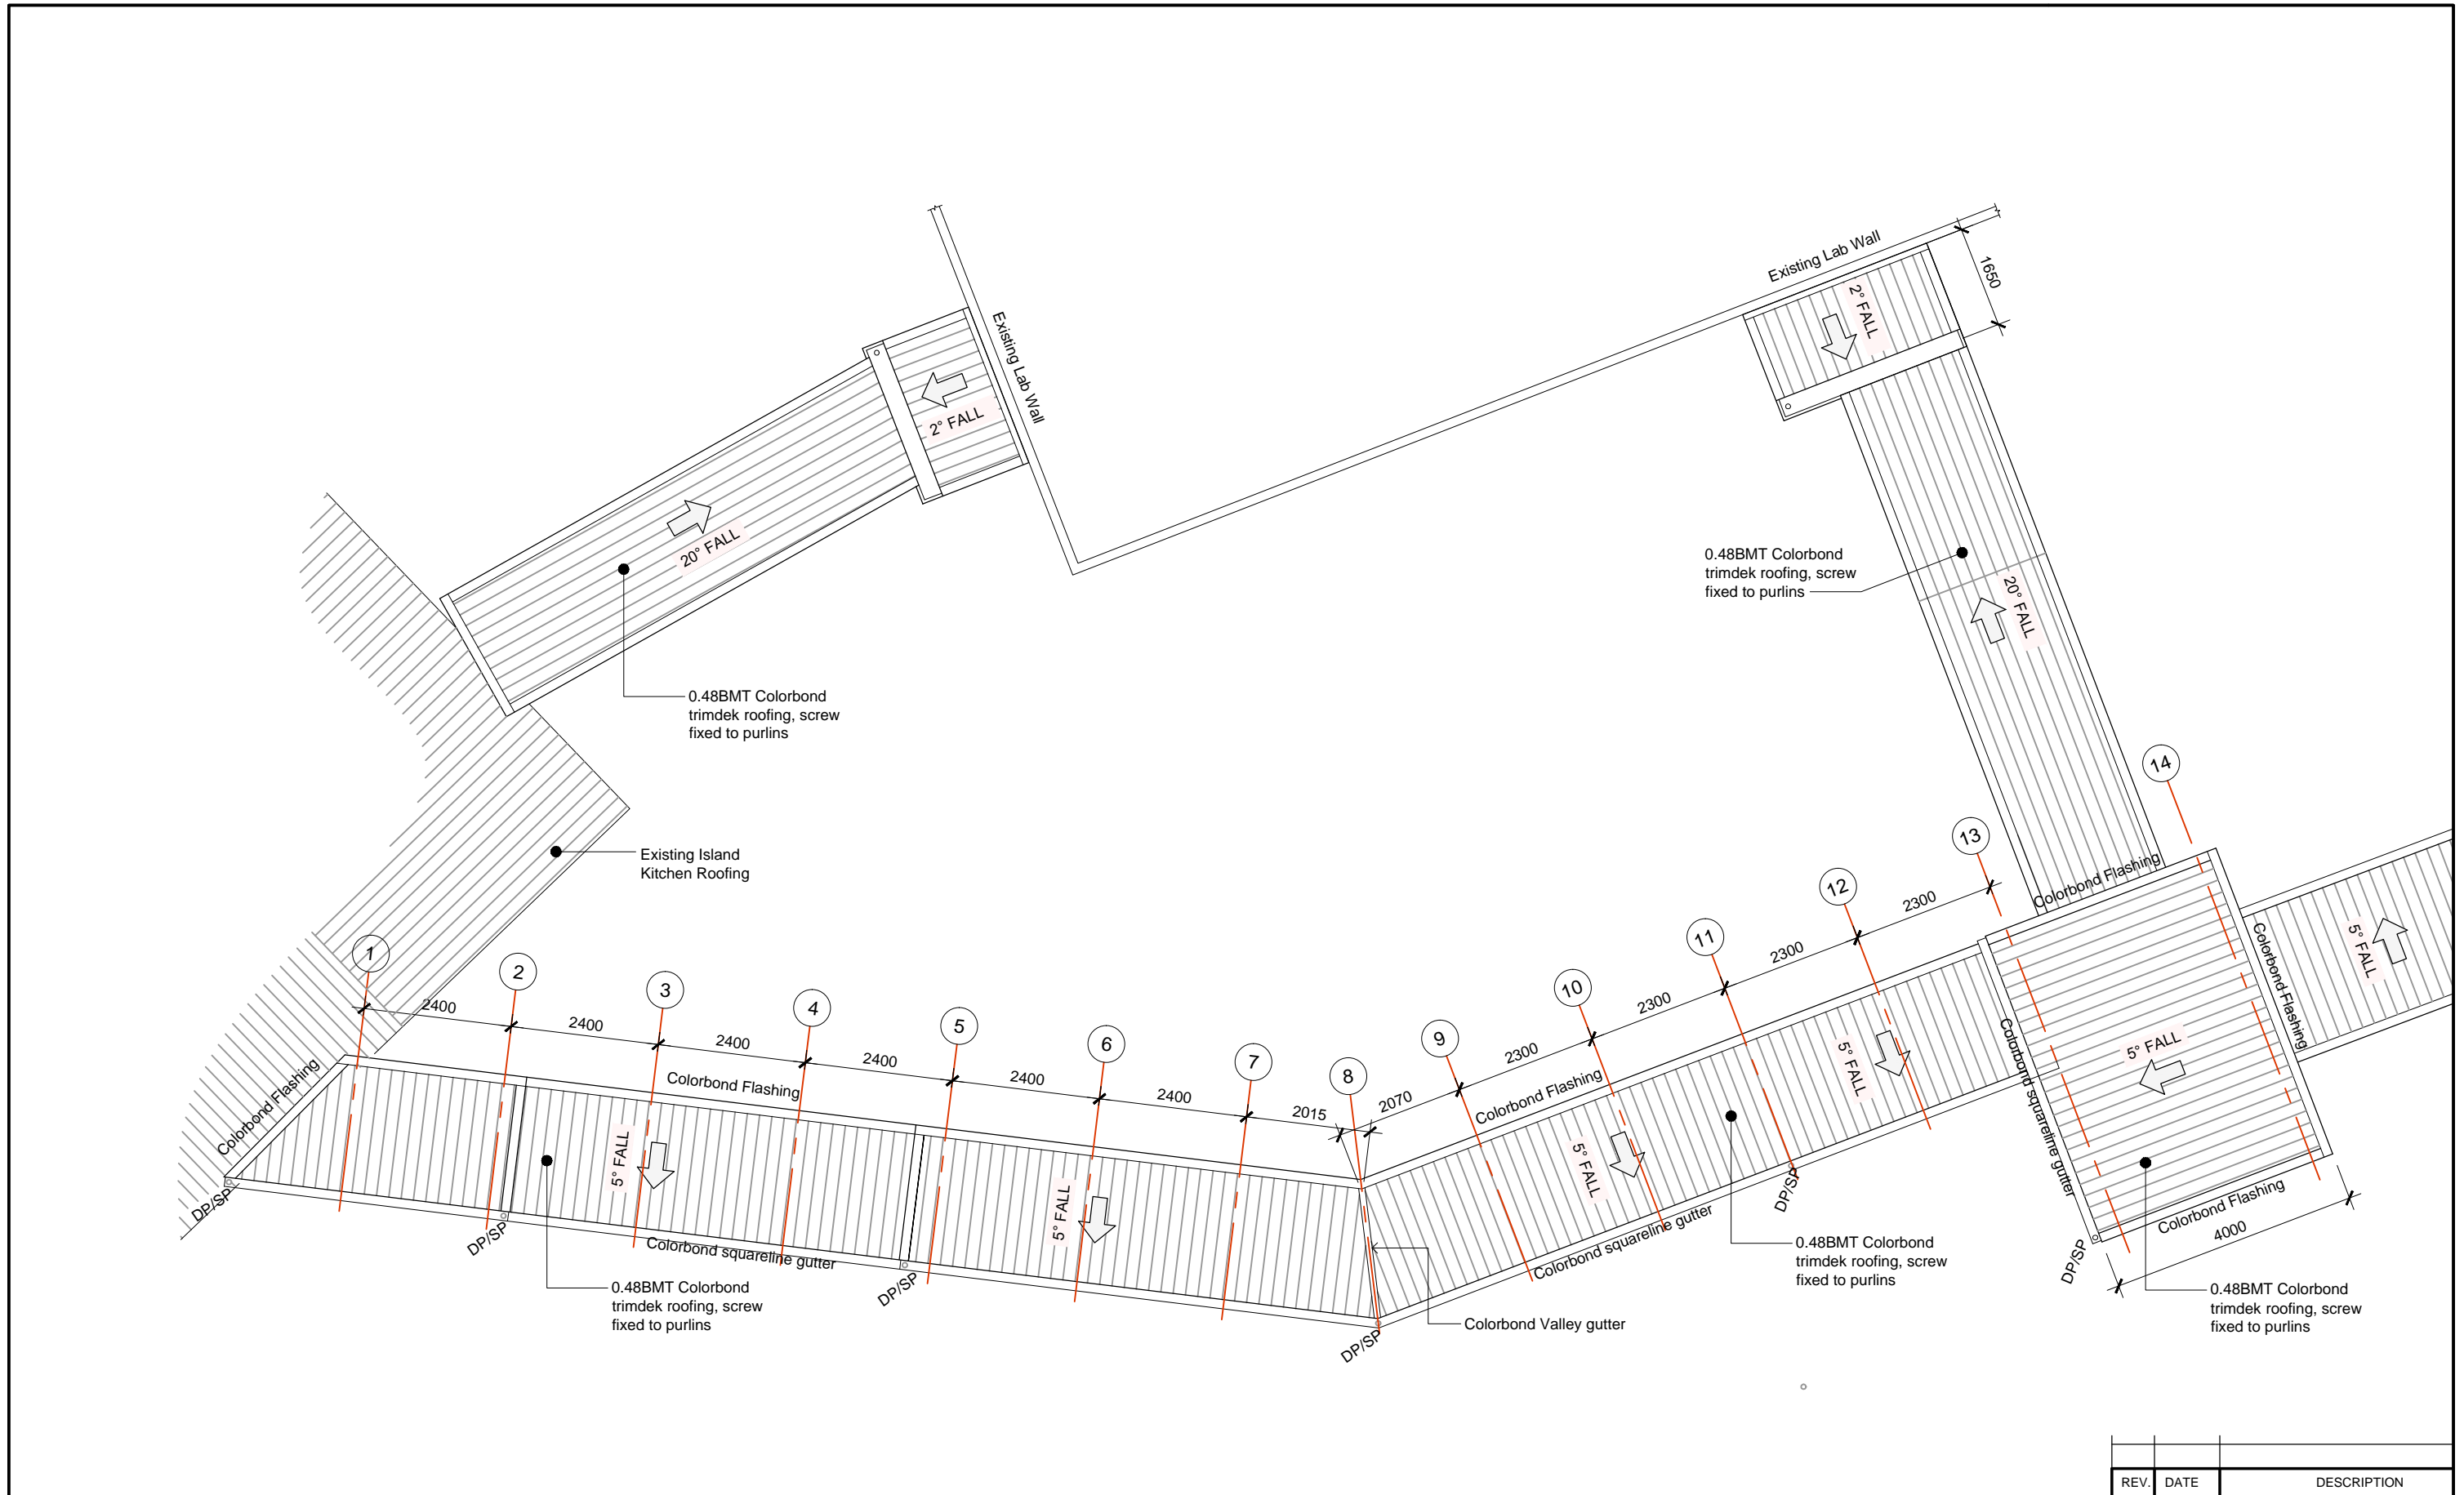 Existing Lab Wall
1650
2° FALL
Existing Lab Wall
2° FALL
20° FALL
0.48BMT Colorbond
trimdek roofing, screw
fixed to purlins
20° FALL
0.48BMT Colorbond
trimdek roofing, screw
fixed to purlins
14
13
12
11
10
9
8
7
6
5
4
3
2
1
Existing Island
Kitchen Roofing
2400
2400
2400
2400
2400
2400
2015
2070
2300
2300
2300
2300
Colorbond Flashing
Colorbond Flashing
Colorbond Flashing
Colorbond Flashing
Colorbond Flashing
5° FALL
5° FALL
5° FALL
5° FALL
5° FALL
5° FALL
Colorbond squareline gutter
DP/SP
DP/SP
Colorbond squareline gutter
DP/SP
DP/SP
DP/SP
Colorbond squareline gutter
DP/SP
Colorbond Flashing
4000
0.48BMT Colorbond
trimdek roofing, screw
fixed to purlins
0.48BMT Colorbond
trimdek roofing, screw
fixed to purlins
0.48BMT Colorbond
trimdek roofing, screw
fixed to purlins
Colorbond Valley gutter
REV. DATE DESCRIPTION